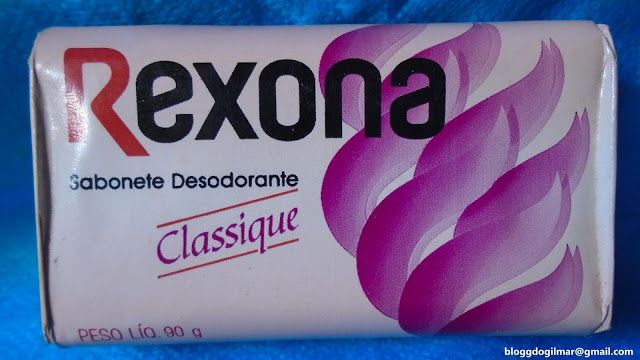 Rexona
Sabonete Desodorante
Classique
PESO LÍQ. 90 g
bloggdogilmar@gmail.com